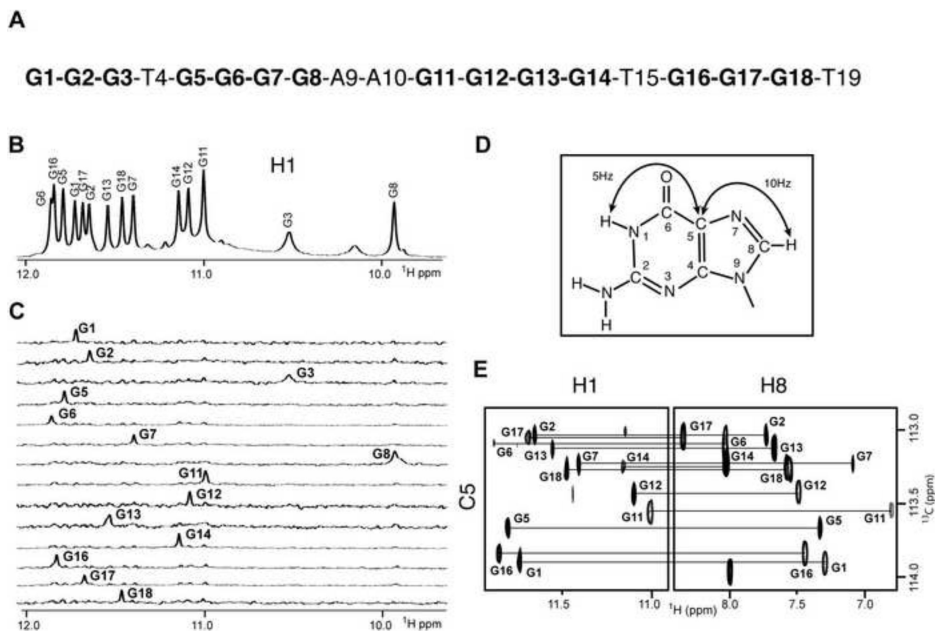 A
G1-G2-G3-T4-G5-G6-G7-G8-A9-A10-G11-G12-G13-G14-T15-G16-G17-G18-T19
B
H1
G6
G16
G5
G1
G17
G2
G13
G18
G7
G14
G12
G11
G3
G8
12.0 11.0 10.0 ¹H ppm
C
G1
G2
G3
G5
G6
G7
G8
G11
G12
G13
G14
G16
G17
G18
12.0 11.0 10.0 ¹H ppm
D
5Hz O 10Hz
H N 6 5 N 7 H
1 8
2 3 4 9
H N N C N
H
E
H1 H8
G17 G2 G17 G2 113.0
G6 G13 G6 G13
G7 G14 G14 G7
G18 G18
G12 G12
G11 G11 113.5
G5 G5
G16 G1 G16 G1 114.0
C5
¹³C (ppm)
11.5 11.0 ¹H (ppm) 8.0 7.5 7.0